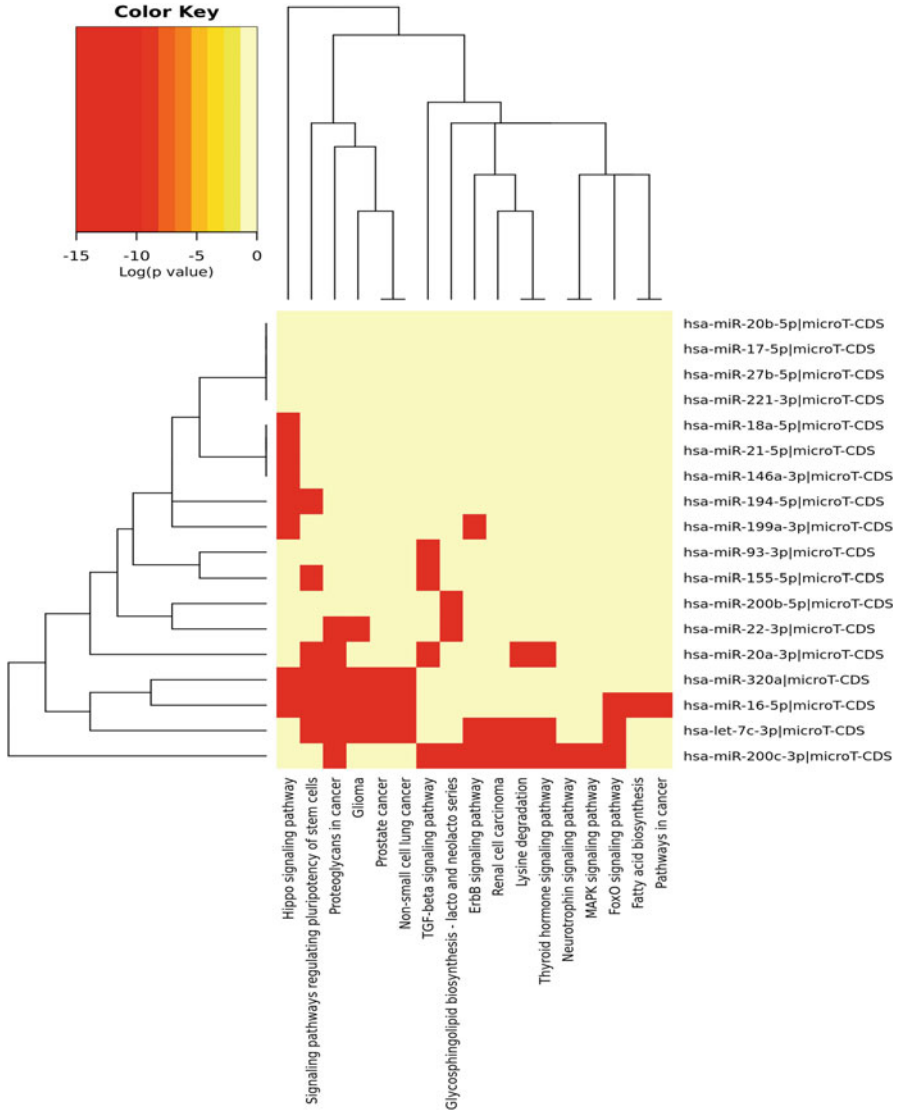 Color Key
-15 -10 -5 0
Log(p value)
hsa-miR-20b-5p|microT-CDS
hsa-miR-17-5p|microT-CDS
hsa-miR-27b-5p|microT-CDS
hsa-miR-221-3p|microT-CDS
hsa-miR-18a-5p|microT-CDS
hsa-miR-21-5p|microT-CDS
hsa-miR-146a-3p|microT-CDS
hsa-miR-194-5p|microT-CDS
hsa-miR-199a-3p|microT-CDS
hsa-miR-93-3p|microT-CDS
hsa-miR-155-5p|microT-CDS
hsa-miR-200b-5p|microT-CDS
hsa-miR-22-3p|microT-CDS
hsa-miR-20a-3p|microT-CDS
hsa-miR-320a|microT-CDS
hsa-miR-16-5p|microT-CDS
hsa-let-7c-3p|microT-CDS
hsa-miR-200c-3p|microT-CDS
Hippo signaling pathway
Signaling pathways regulating pluripotency of stem cells
Proteoglycans in cancer
Glioma
Prostate cancer
Non-small cell lung cancer
TGF-beta signaling pathway
Glycosphingolipid biosynthesis - lacto and neolacto series
ErbB signaling pathway
Renal cell carcinoma
Lysine degradation
Thyroid hormone signaling pathway
Neurotrophin signaling pathway
MAPK signaling pathway
FoxO signaling pathway
Fatty acid biosynthesis
Pathways in cancer